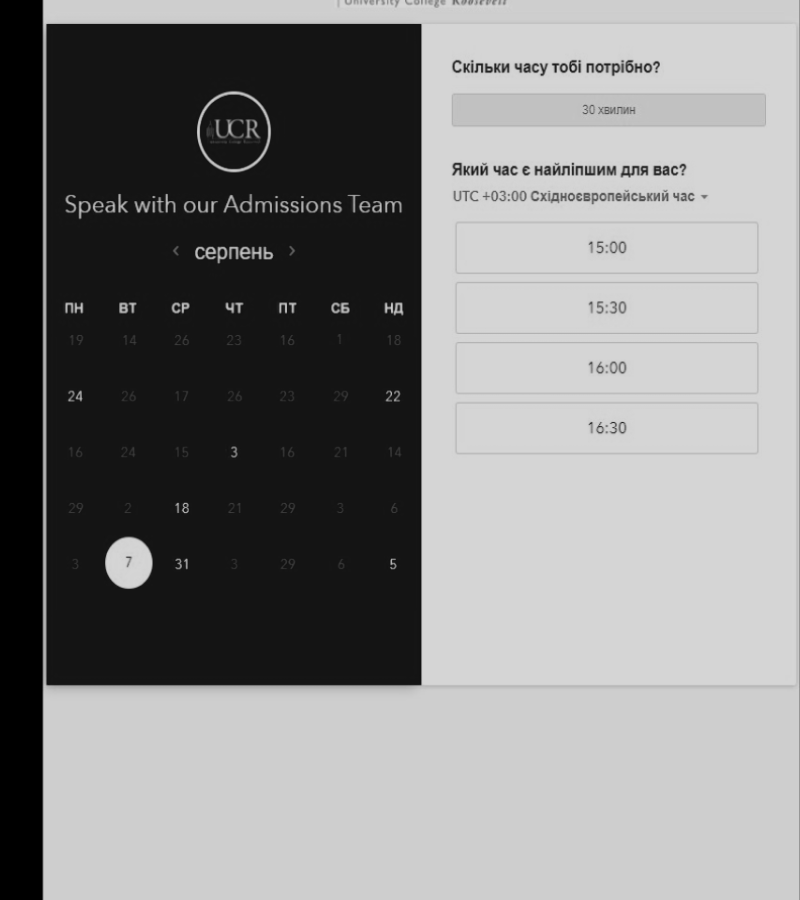 University College Roosevelt
UCR
Speak with our Admissions Team
серпень
ПН ВТ СР ЧТ ПТ СБ НД
19 14 26 23 16 1 18
24 26 17 26 23 29 22
16 24 15 3 16 21 14
29 2 18 21 29 3 6
3 7 31 3 29 6 5
Скільки часу тобі потрібно?
30 хвилин
Який час є найліпшим для вас?
UTC +03:00 Східноєвропейський час
15:00
15:30
16:00
16:30